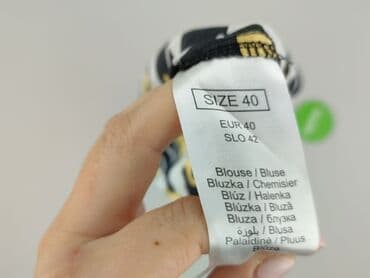 SIZE 40
EUR 40
SLO 42
Blouse / Bluse
Bluzka / Chemisier
Blúz / Halenka
Blúzka / Bluză
Bluza / блузка
بلوزة / Blusa
Palaidinė / Pluus